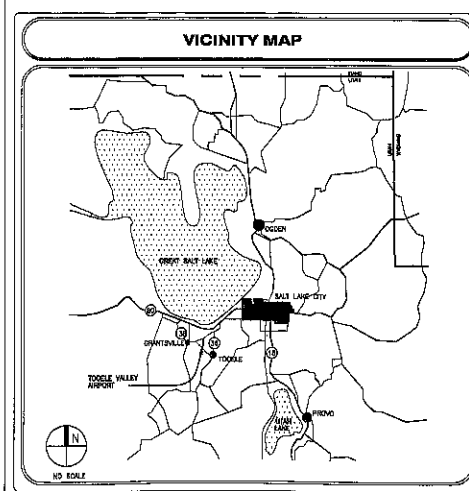 VICINITY MAP
IDAHO
UTAH
UTAH
WYOMING
OGDEN
GREAT SALT LAKE
SALT LAKE CITY
80
36
GRANTSVILLE
TOOELE
15
TOOELE VALLEY
AIRPORT
UTAH
LAKE
PROVO
N
NO SCALE